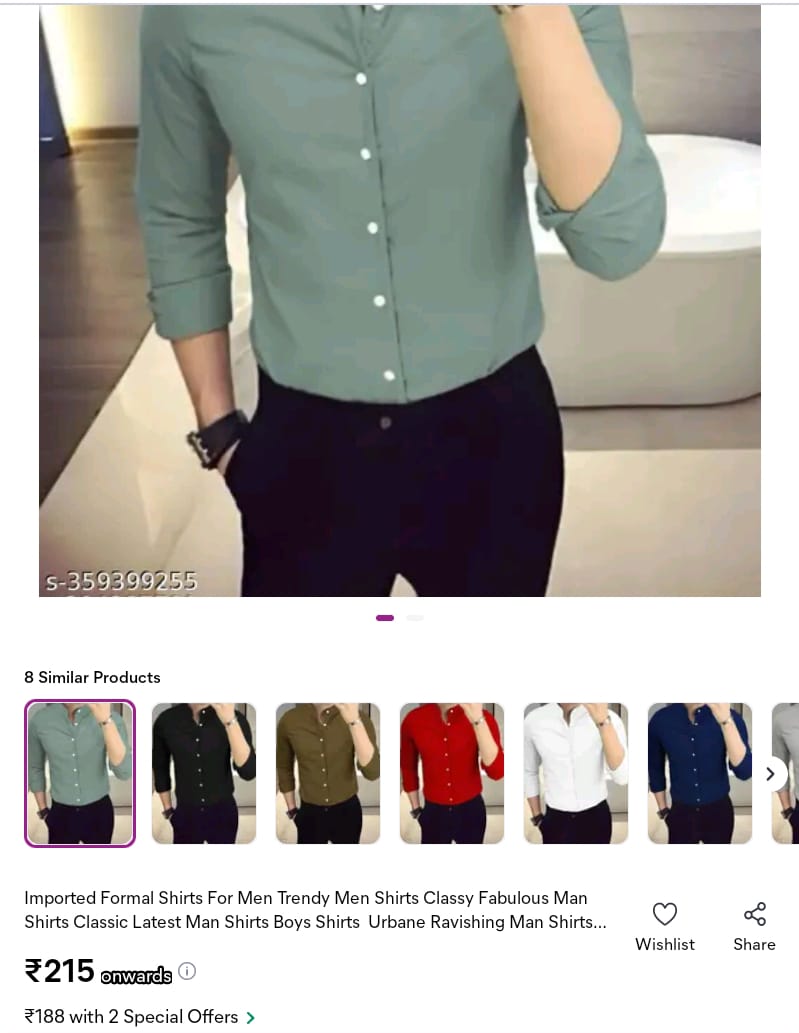 s-359399255
8 Similar Products
Imported Formal Shirts For Men Trendy Men Shirts Classy Fabulous Man
Shirts Classic Latest Man Shirts Boys Shirts Urbane Ravishing Man Shirts...
Wishlist
Share
₹215 onwards
₹188 with 2 Special Offers